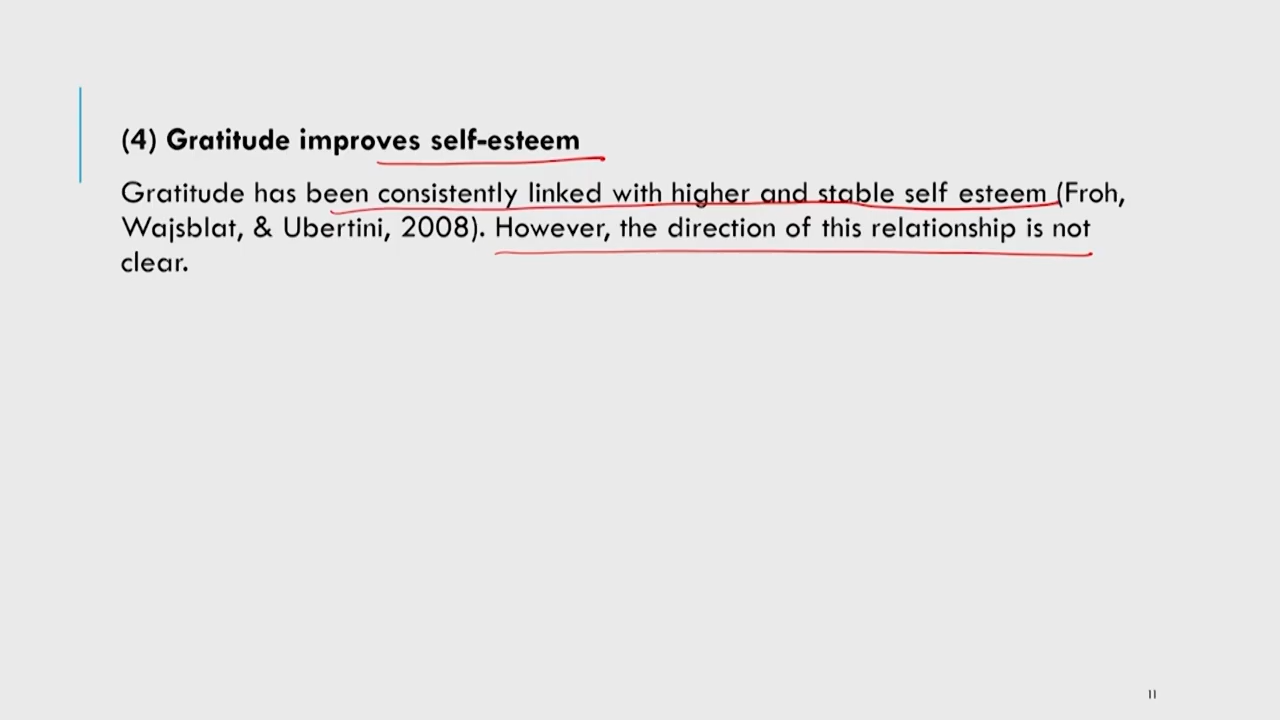 (4) Gratitude improves self-esteem
Gratitude has been consistently linked with higher and stable self esteem (Froh,
Wajsblat, & Ubertini, 2008). However, the direction of this relationship is not
clear.
11